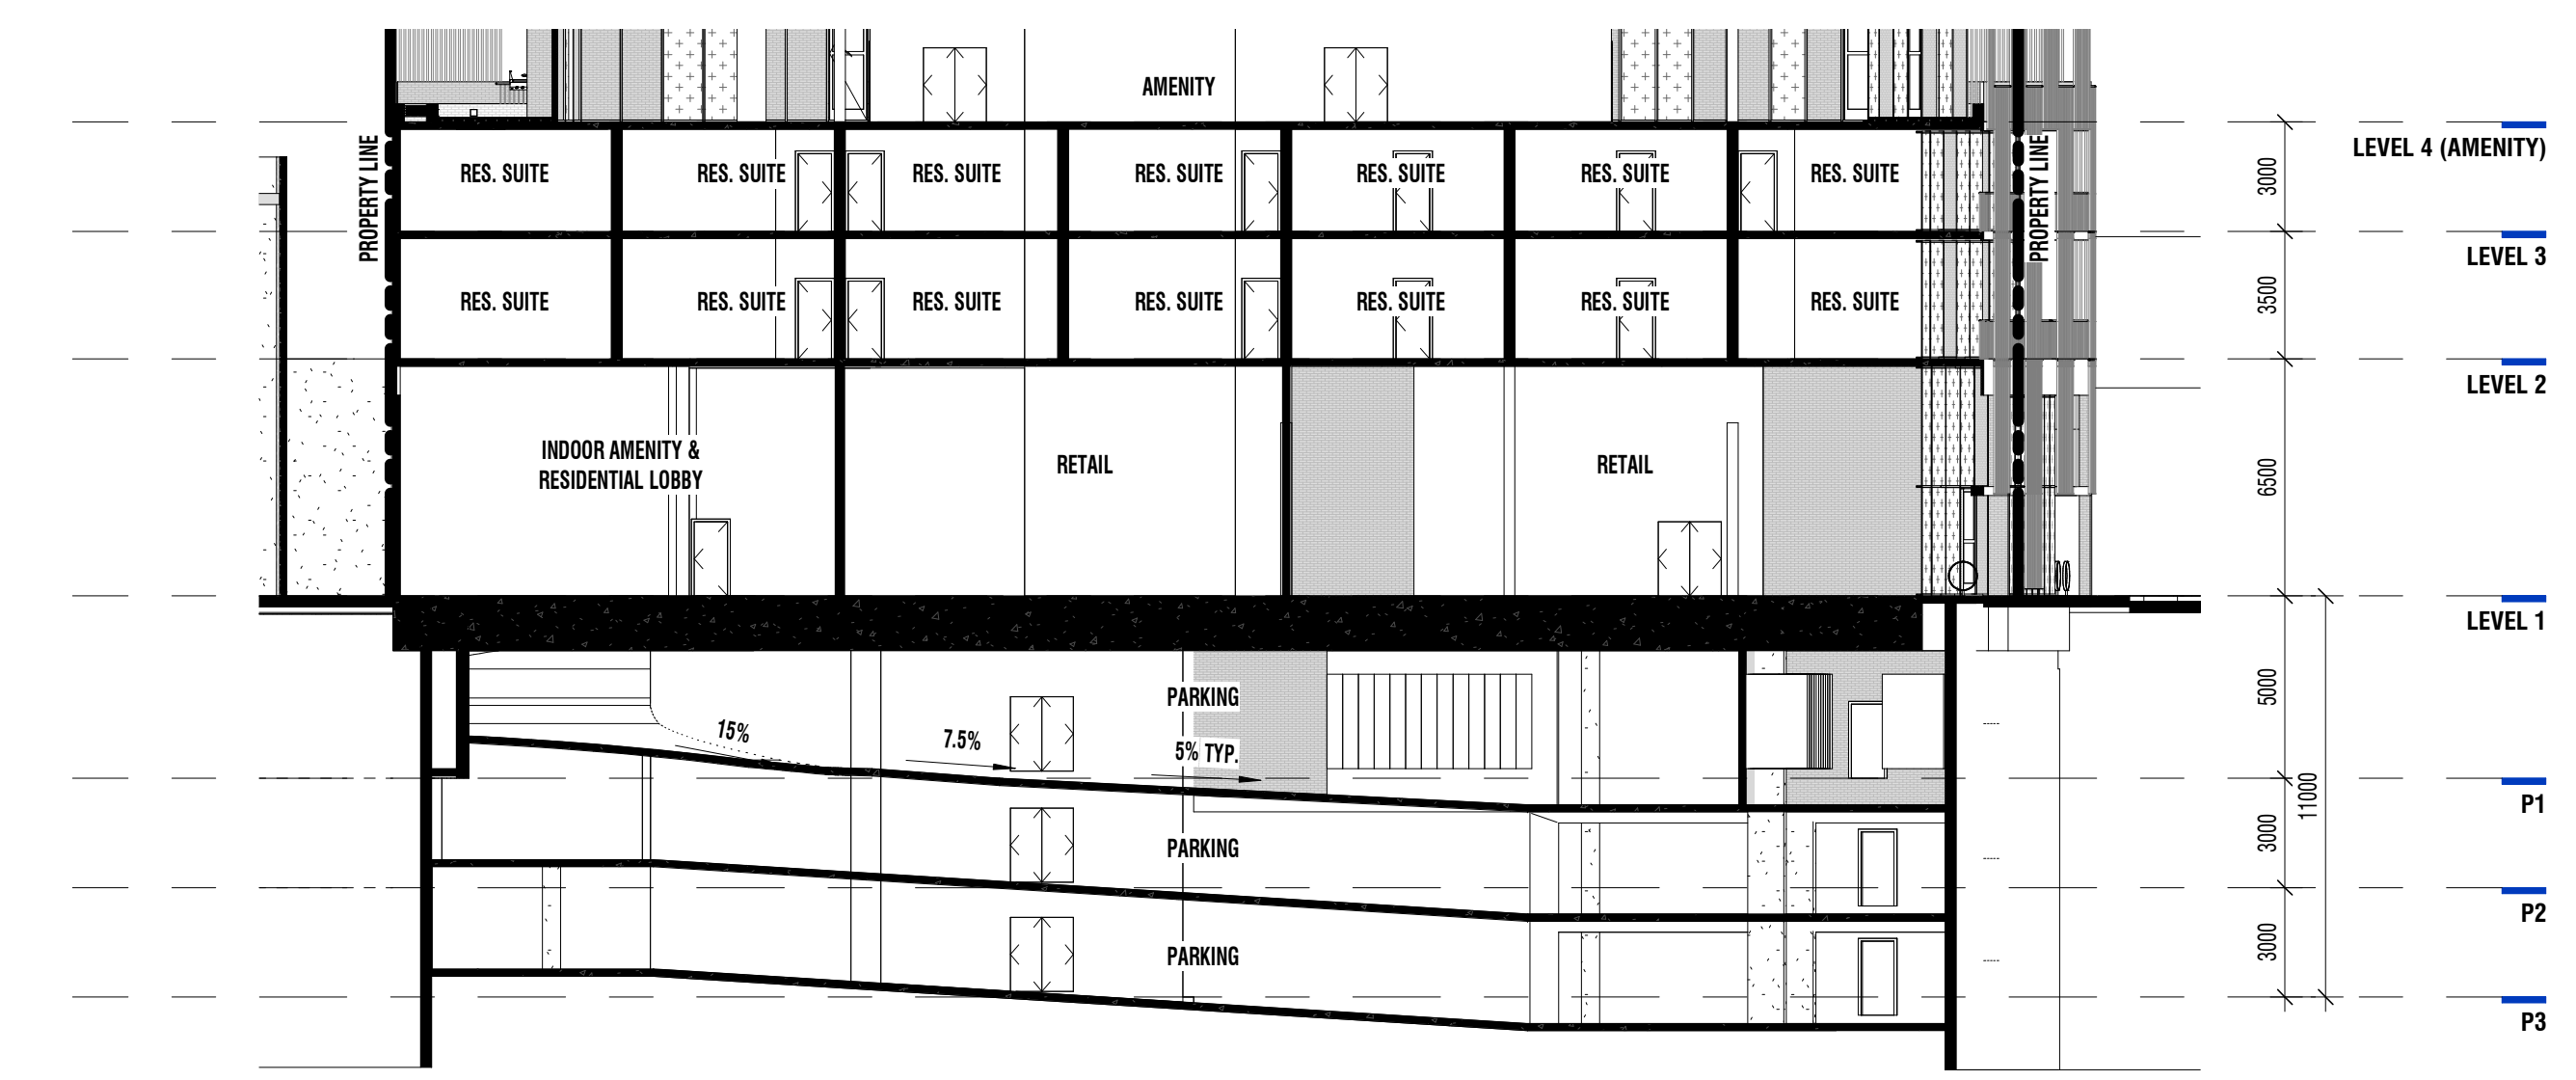 AMENITY
LEVEL 4 (AMENITY)
PROPERTY LINE
RES. SUITE
RES. SUITE
RES. SUITE
RES. SUITE
RES. SUITE
RES. SUITE
RES. SUITE
PROPERTY LINE
3000
LEVEL 3
RES. SUITE
RES. SUITE
RES. SUITE
RES. SUITE
RES. SUITE
RES. SUITE
RES. SUITE
3500
LEVEL 2
INDOOR AMENITY &
RESIDENTIAL LOBBY
RETAIL
RETAIL
6500
LEVEL 1
PARKING
5000
15%
7.5%
5% TYP.
11000
P1
PARKING
3000
P2
PARKING
3000
P3